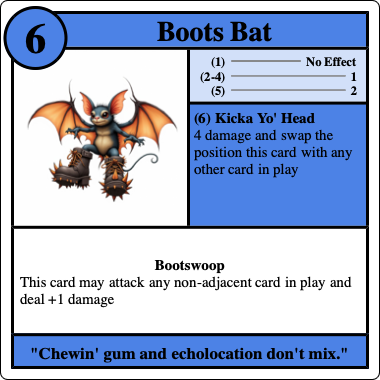 6
Boots Bat
(1) No Effect
(2-4) 1
(5) 2
(6) Kicka Yo' Head
4 damage and swap the
position this card with any
other card in play
Bootswoop
This card may attack any non-adjacent card in play and
deal +1 damage
"Chewin' gum and echolocation don't mix."